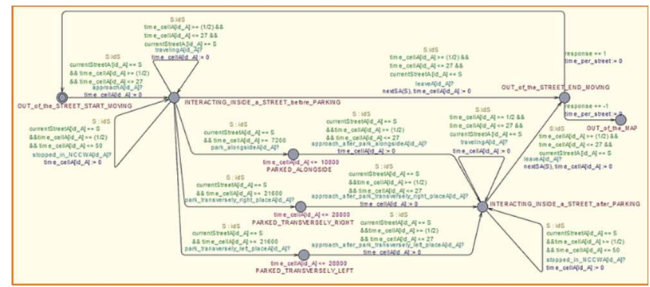 S:idS
time_cellA[id_A] >= (1/2) &&
time_cellA[id_A] <= 27 &&
currentStreetA[id_A] == S
travelingA[id_A]?
time_cellA[id_A] := 0
S:idS
currentStreetA[id_A] == S
&& time_cellA[id_A] >= (1/2)
&& time_cellA[id_A] <= 27
approachA[id_A]?
time_cellA[id_A] := 0
OUT_of_the_STREET_START_MOVING
S:idS
time_cellA[id_A] >= (1/2) &&
time_cellA[id_A] <= 27 &&
currentStreetA[id_A] == S
leaveA[id_A]?
nextSA(S), time_cellA[id_A] := 0
response == 1
time_per_street := 0
OUT_of_the_STREET_END_MOVING
INTERACTING_INSIDE_a_STREET_before_PARKING
response == -1
time_per_street := 0
OUT_of_the_MAP
S:idS
currentStreetA[id_A] == S
&&time_cellA[id_A] >= (1/2)
&& time_cellA[id_A] <= 50
stopped_in_NCCWA[id_A]?
time_cellA[id_A] := 0
S : idS
currentStreetA[id_A] == S
&& time_cellA[id_A] >= 7200
park_alongsideA[id_A]?
time_cellA[id_A] <= 10800
PARKED_ALONGSIDE
S:idS
currentStreetA[id_A] == S
&&time_cellA[id_A] >= (1/2)
&& time_cellA[id_A] <= 27
approach_after_park_alongsideA[id_A]?
time_cellA[id_A] := 0
S:idS
time_cellA[id_A] >= 1/2 &&
time_cellA[id_A] <= 27 &&
currentStreetA[id_A] == S
travelingA[id_A]?
time_cellA[id_A] := 0
S:idS
time_cellA[id_A] >= (1/2) &&
time_cellA[id_A] <= 27 &&
currentStreetA[id_A] == S
leaveA[id_A]?
nextSA(S), time_cellA[id_A] := 0
S : idS
currentStreetA[id_A] == S
&& time_cellA[id_A] >= 21600
park_transversely_right_placeA[id_A]?
time_cellA[id_A] <= 28800
PARKED_TRANSVERSELY_RIGHT
S:idS
currentStreetA[id_A] == S
&& time_cellA[id_A] >= (1/2)
&& time_cellA[id_A] <= 27
approach_after_park_transversely_right_placeA[id_A]?
time_cellA[id_A] := 0
INTERACTING_INSIDE_a_STREET_after_PARKING
S : idS
currentStreetA[id_A] == S
&& time_cellA[id_A] >= 21600
park_transversely_left_placeA[id_A]?
time_cellA[id_A] <= 28800
PARKED_TRANSVERSELY_LEFT
S : idS
currentStreetA[id_A] == S
&& time_cellA[id_A] >= (1/2)
&& time_cellA[id_A] <= 27
approach_after_park_transversely_left_placeA[id_A]?
time_cellA[id_A] := 0
S : idS
currentStreetA[id_A] == S
&&time_cellA[id_A] >= (1/2)
&& time_cellA[id_A] <= 50
stopped_in_NCCWA[id_A]?
time_cellA[id_A] := 0